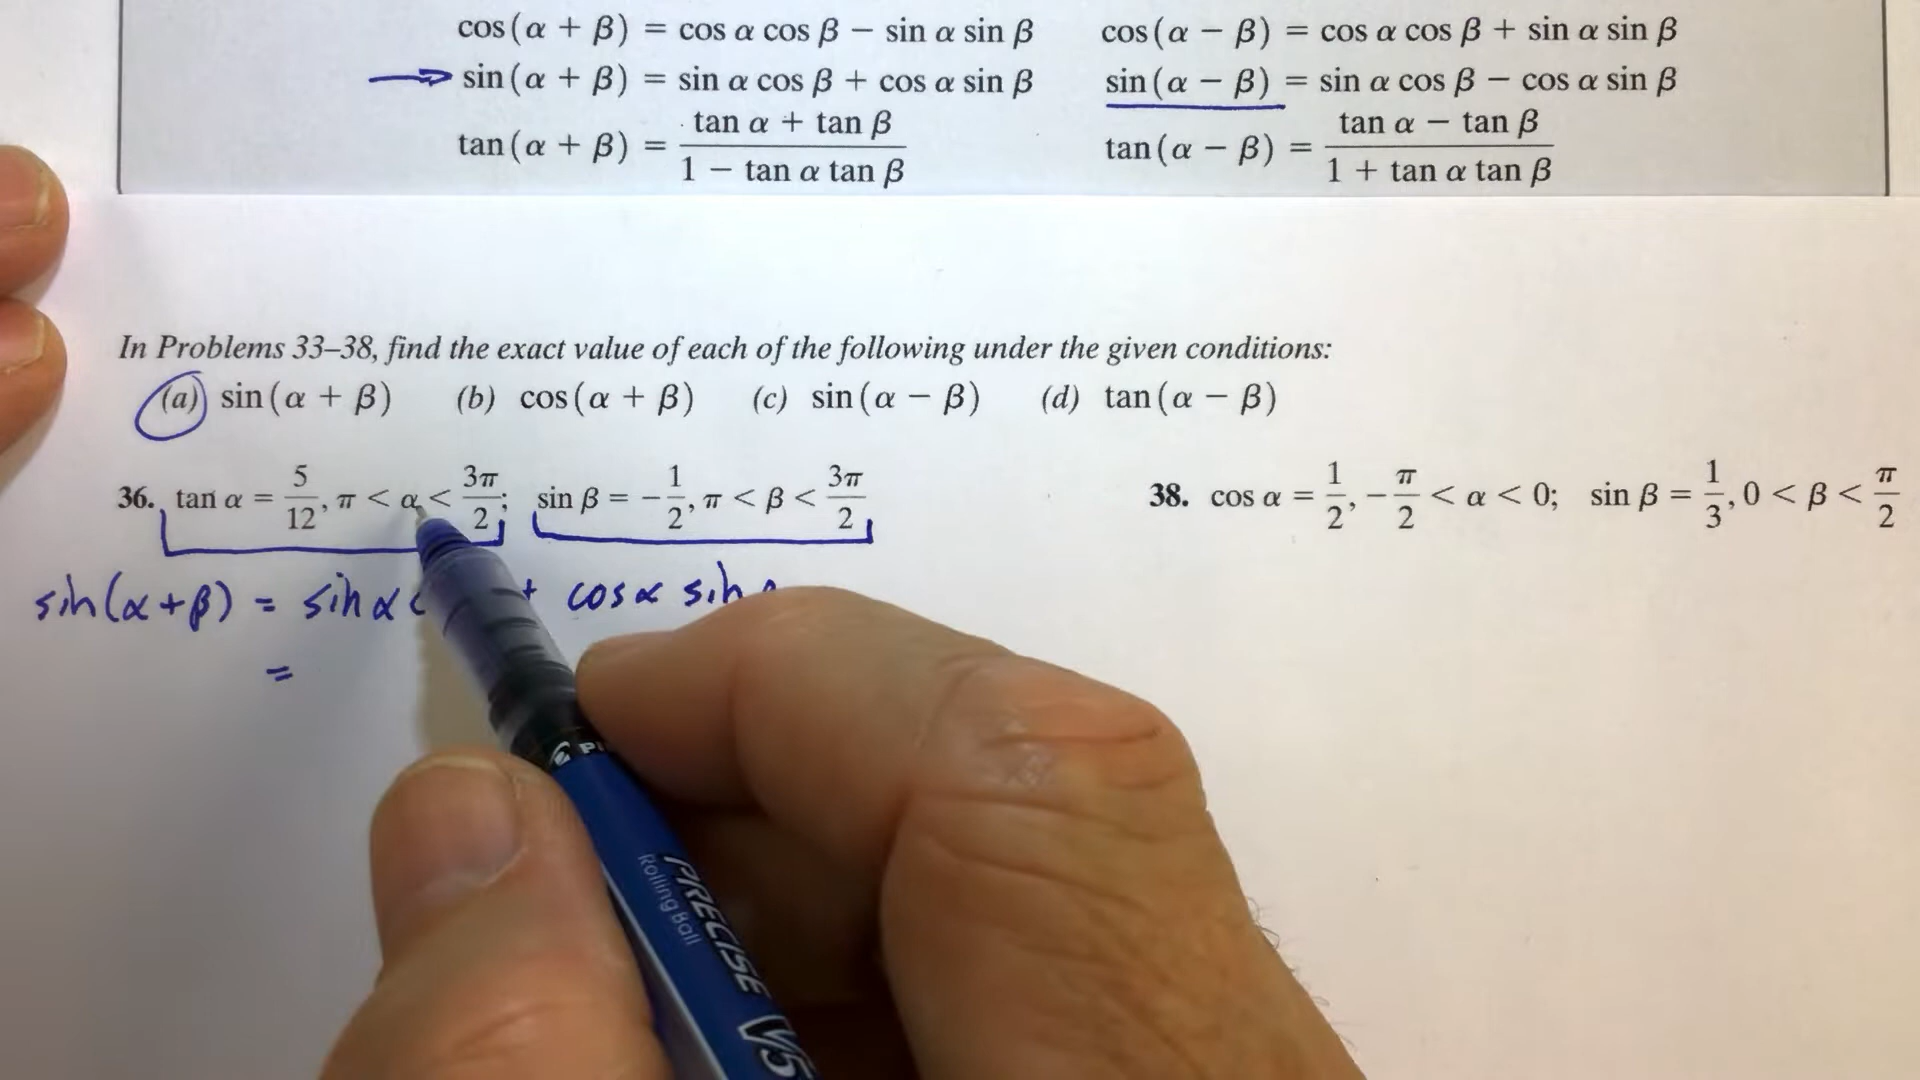 cos(α + β) = cos α cos β − sin α sin β
cos(α − β) = cos α cos β + sin α sin β
sin(α + β) = sin α cos β + cos α sin β
sin(α − β) = sin α cos β − cos α sin β
tan(α + β) = (tan α + tan β)/(1 − tan α tan β)
tan(α − β) = (tan α − tan β)/(1 + tan α tan β)
In Problems 33–38, find the exact value of each of the following under the given conditions:
(a) sin(α + β) (b) cos(α + β) (c) sin(α − β) (d) tan(α − β)
36. tan α = 5/12, π < α < 3π/2; sin β = −1/2, π < β < 3π/2
38. cos α = 1/2, −π/2 < α < 0; sin β = 1/3, 0 < β < π/2
sin(α+β) = sin α + cos α sin
=
PRECISE V5
Rolling Ball